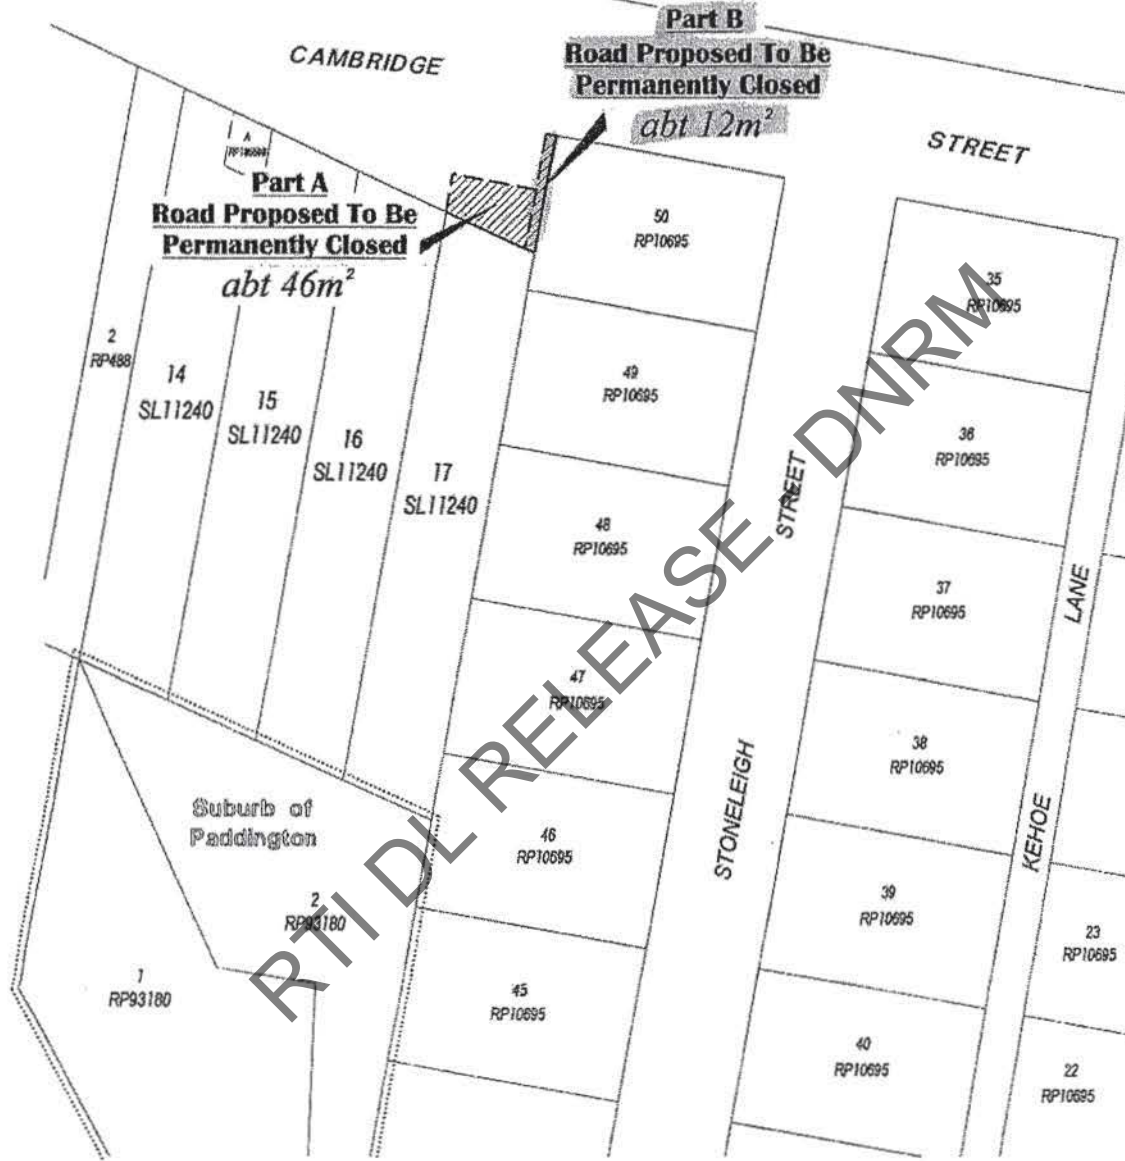 Part B
Road Proposed To Be
Permanently Closed
abt 12m²
CAMBRIDGE
STREET
A
Part A
Road Proposed To Be
Permanently Closed
abt 46m²
50
RP10695
35
RP10695
2
RP488
14
SL11240
15
SL11240
16
SL11240
17
SL11240
49
RP10695
36
RP10695
48
RP10695
37
RP10695
47
RP10695
38
RP10695
46
RP10695
39
RP10695
45
RP10695
40
RP10695
23
RP10695
22
RP10695
STONELEIGH
STREET
KEHOE
LANE
Suburb of
Paddington
2
RP93180
1
RP93180
RTI DL RELEASE DNRM